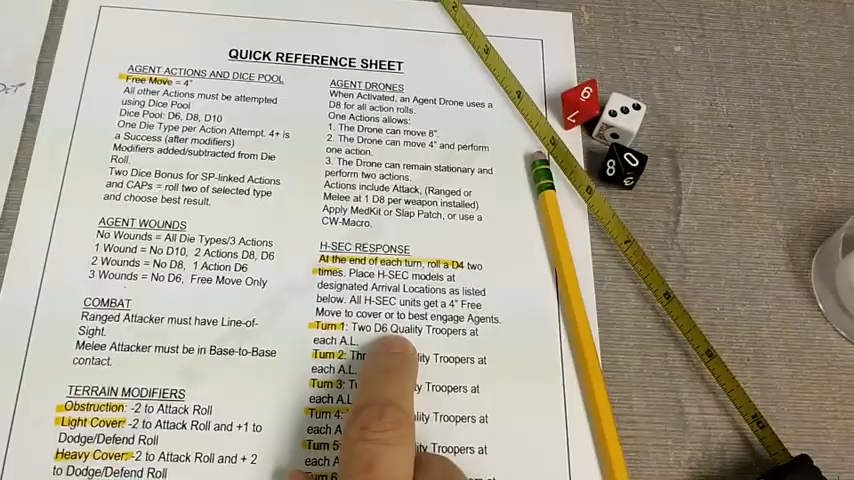 QUICK REFERENCE SHEET
AGENT ACTIONS AND DICE POOL
Free Move = 4"
All other Actions must be attempted
using Dice Pool
Dice Pool: D6, D8, D10
One Die Type per Action Attempt. 4+ is
a Success (after modifiers)
Modifiers added/subtracted from Die
Roll.
Two Dice Bonus for SP-linked Actions
and CAPs = roll two of selected type
and choose best result.
AGENT WOUNDS
No Wounds = All Die Types/3 Actions
1 Wound = No D10, 2 Actions D8, D6
2 Wounds = No D8, 1 Action D6
3 Wounds = No D6, Free Move Only
COMBAT
Ranged Attacker must have Line-of-
Sight.
Melee Attacker must be in Base-to-Base
contact.
TERRAIN MODIFIERS
Obstruction: -2 to Attack Roll
Light Cover: -2 to Attack Roll and +1 to
Dodge/Defend Roll
Heavy Cover: -2 to Attack Roll and + 2
to Dodge/Defend Roll
AGENT DRONES
When Activated, an Agent Drone uses a
D8 for all action rolls.
One Actions allows:
1. The Drone can move 8".
2. The Drone can move 4" and perform
one action.
3. The Drone can remain stationary and
perform two actions.
Actions include Attack, (Ranged or
Melee at 1 D8 per weapon installed),
Apply MedKit or Slap Patch, or use a
CW-Macro.
H-SEC RESPONSE
At the end of each turn, roll a D4 two
times. Place H-SEC models at
designated Arrival Locations as listed
below. All H-SEC units get a 4" Free
Move to cover or to best engage Agents.
Turn 1: Two D6 Quality Troopers at
each A.L.
Turn 2: Troopers at
each A.L.
Turn 3: Troopers at
each A.L.
Turn 4: Troopers at
each
Turn 5: Troopers at
each
Turn 6
6
7
8
0
2
3